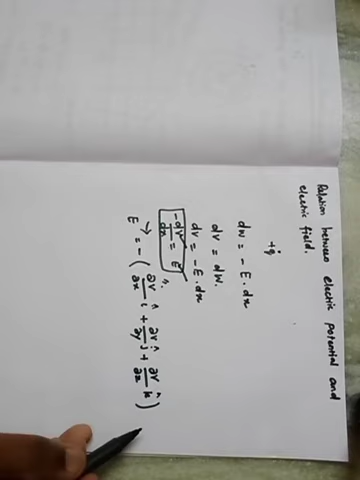 Relation between electric potential and
electric field.
+q
dw = - E . dx
dv = dw.
dv = - E . dx
-dv/dx = E
E⃗ = - ( ∂v/∂x î + ∂v/∂y ĵ + ∂v/∂z k̂ )